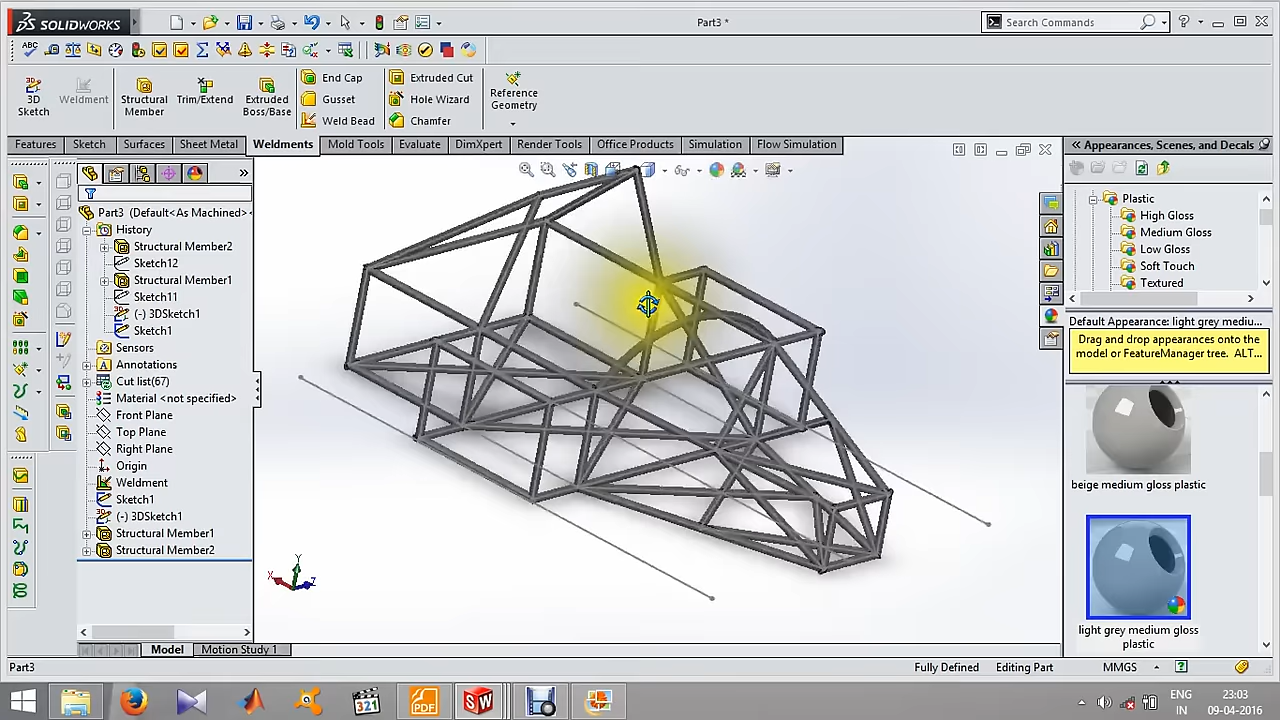 SOLIDWORKS
Part3 *
Search Commands
3D Sketch
Weldment
Structural Member
Trim/Extend
Extruded Boss/Base
End Cap
Gusset
Weld Bead
Extruded Cut
Hole Wizard
Chamfer
Reference Geometry
Features
Sketch
Surfaces
Sheet Metal
Weldments
Mold Tools
Evaluate
DimXpert
Render Tools
Office Products
Simulation
Flow Simulation
Part3 (Default<As Machined>
History
Structural Member2
Sketch12
Structural Member1
Sketch11
(-) 3DSketch1
Sketch1
Sensors
Annotations
Cut list(67)
Material <not specified>
Front Plane
Top Plane
Right Plane
Origin
Weldment
Sketch1
(-) 3DSketch1
Structural Member1
Structural Member2
Y
X
Z
Appearances, Scenes, and Decals
Plastic
High Gloss
Medium Gloss
Low Gloss
Soft Touch
Textured
Default Appearance: light grey mediu...
Drag and drop appearances onto the
model or FeatureManager tree. ALT...
beige medium gloss plastic
light grey medium gloss
plastic
Model
Motion Study 1
Part3
Fully Defined
Editing Part
MMGS
321
PDF
SW
ENG
IN
23:03
09-04-2016